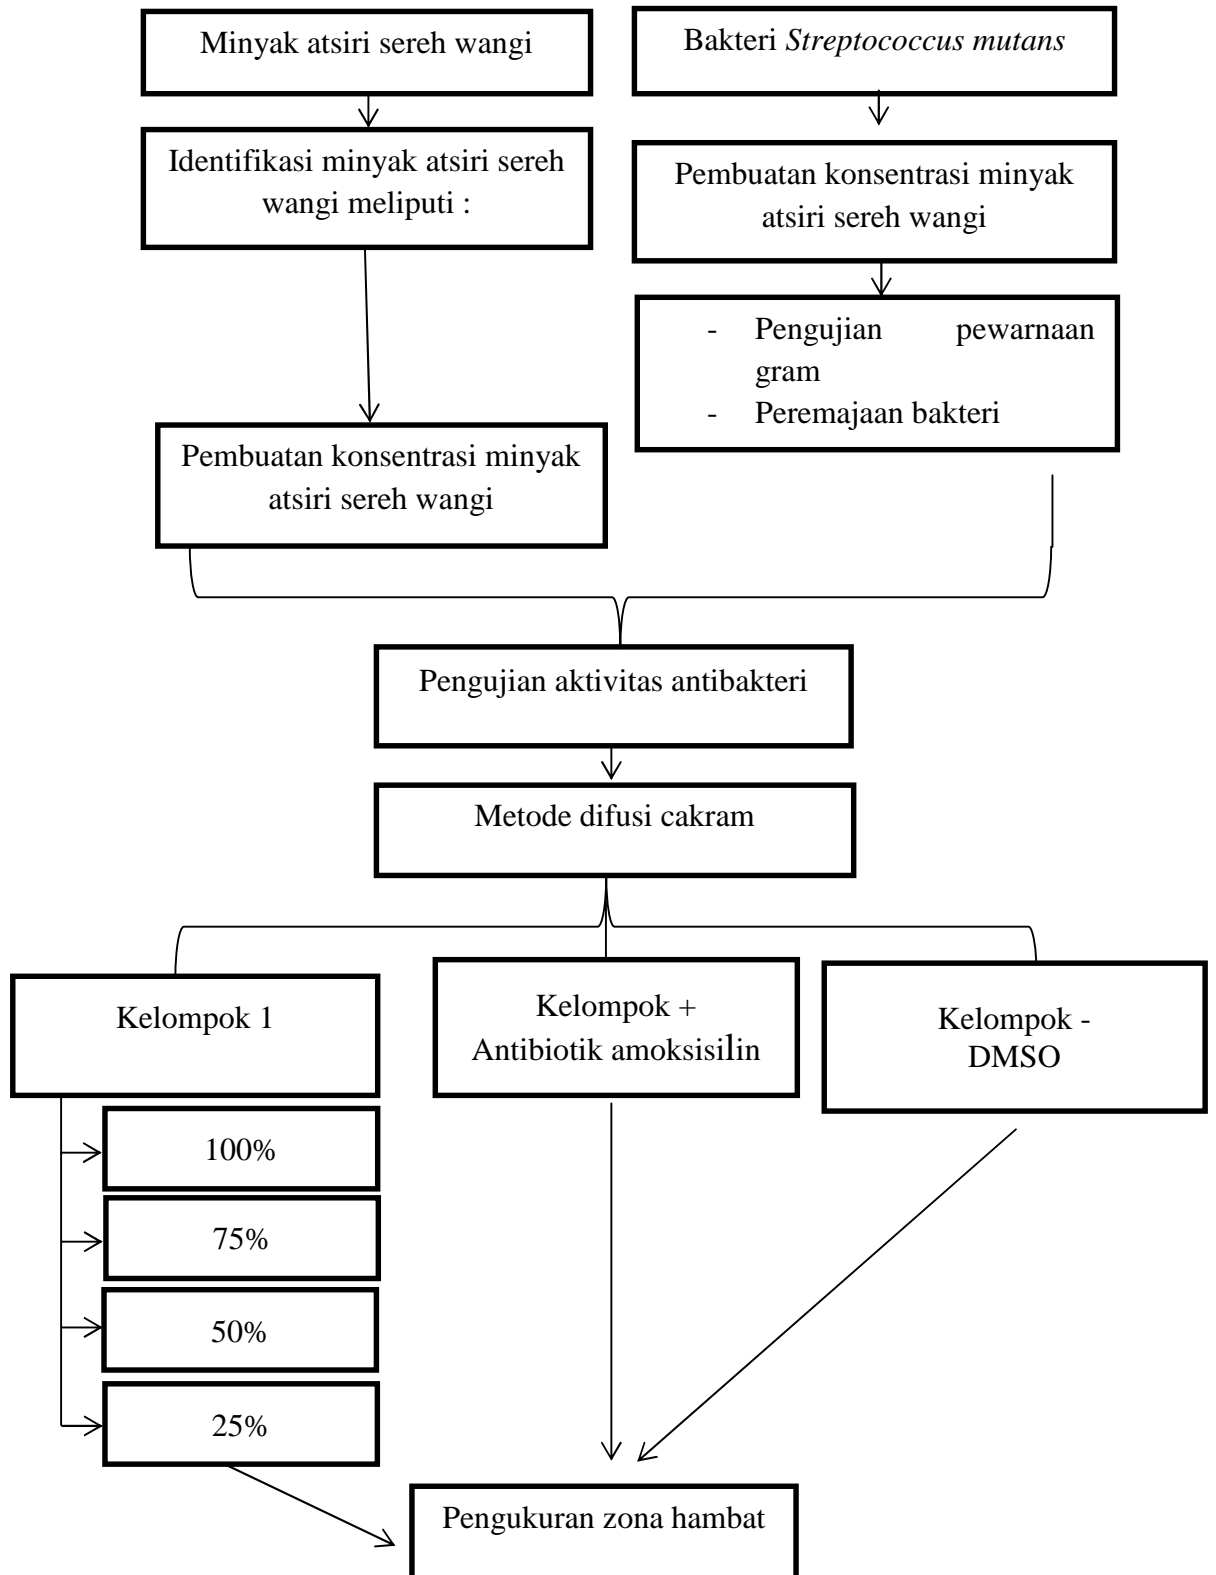 Minyak atsiri sereh wangi
Bakteri Streptococcus mutans
Identifikasi minyak atsiri sereh
wangi meliputi :
Pembuatan konsentrasi minyak
atsiri sereh wangi
- Pengujian pewarnaan
gram
- Peremajaan bakteri
Pembuatan konsentrasi minyak
atsiri sereh wangi
Pengujian aktivitas antibakteri
Metode difusi cakram
Kelompok 1
Kelompok +
Antibiotik amoksisilin
Kelompok -
DMSO
100%
75%
50%
25%
Pengukuran zona hambat